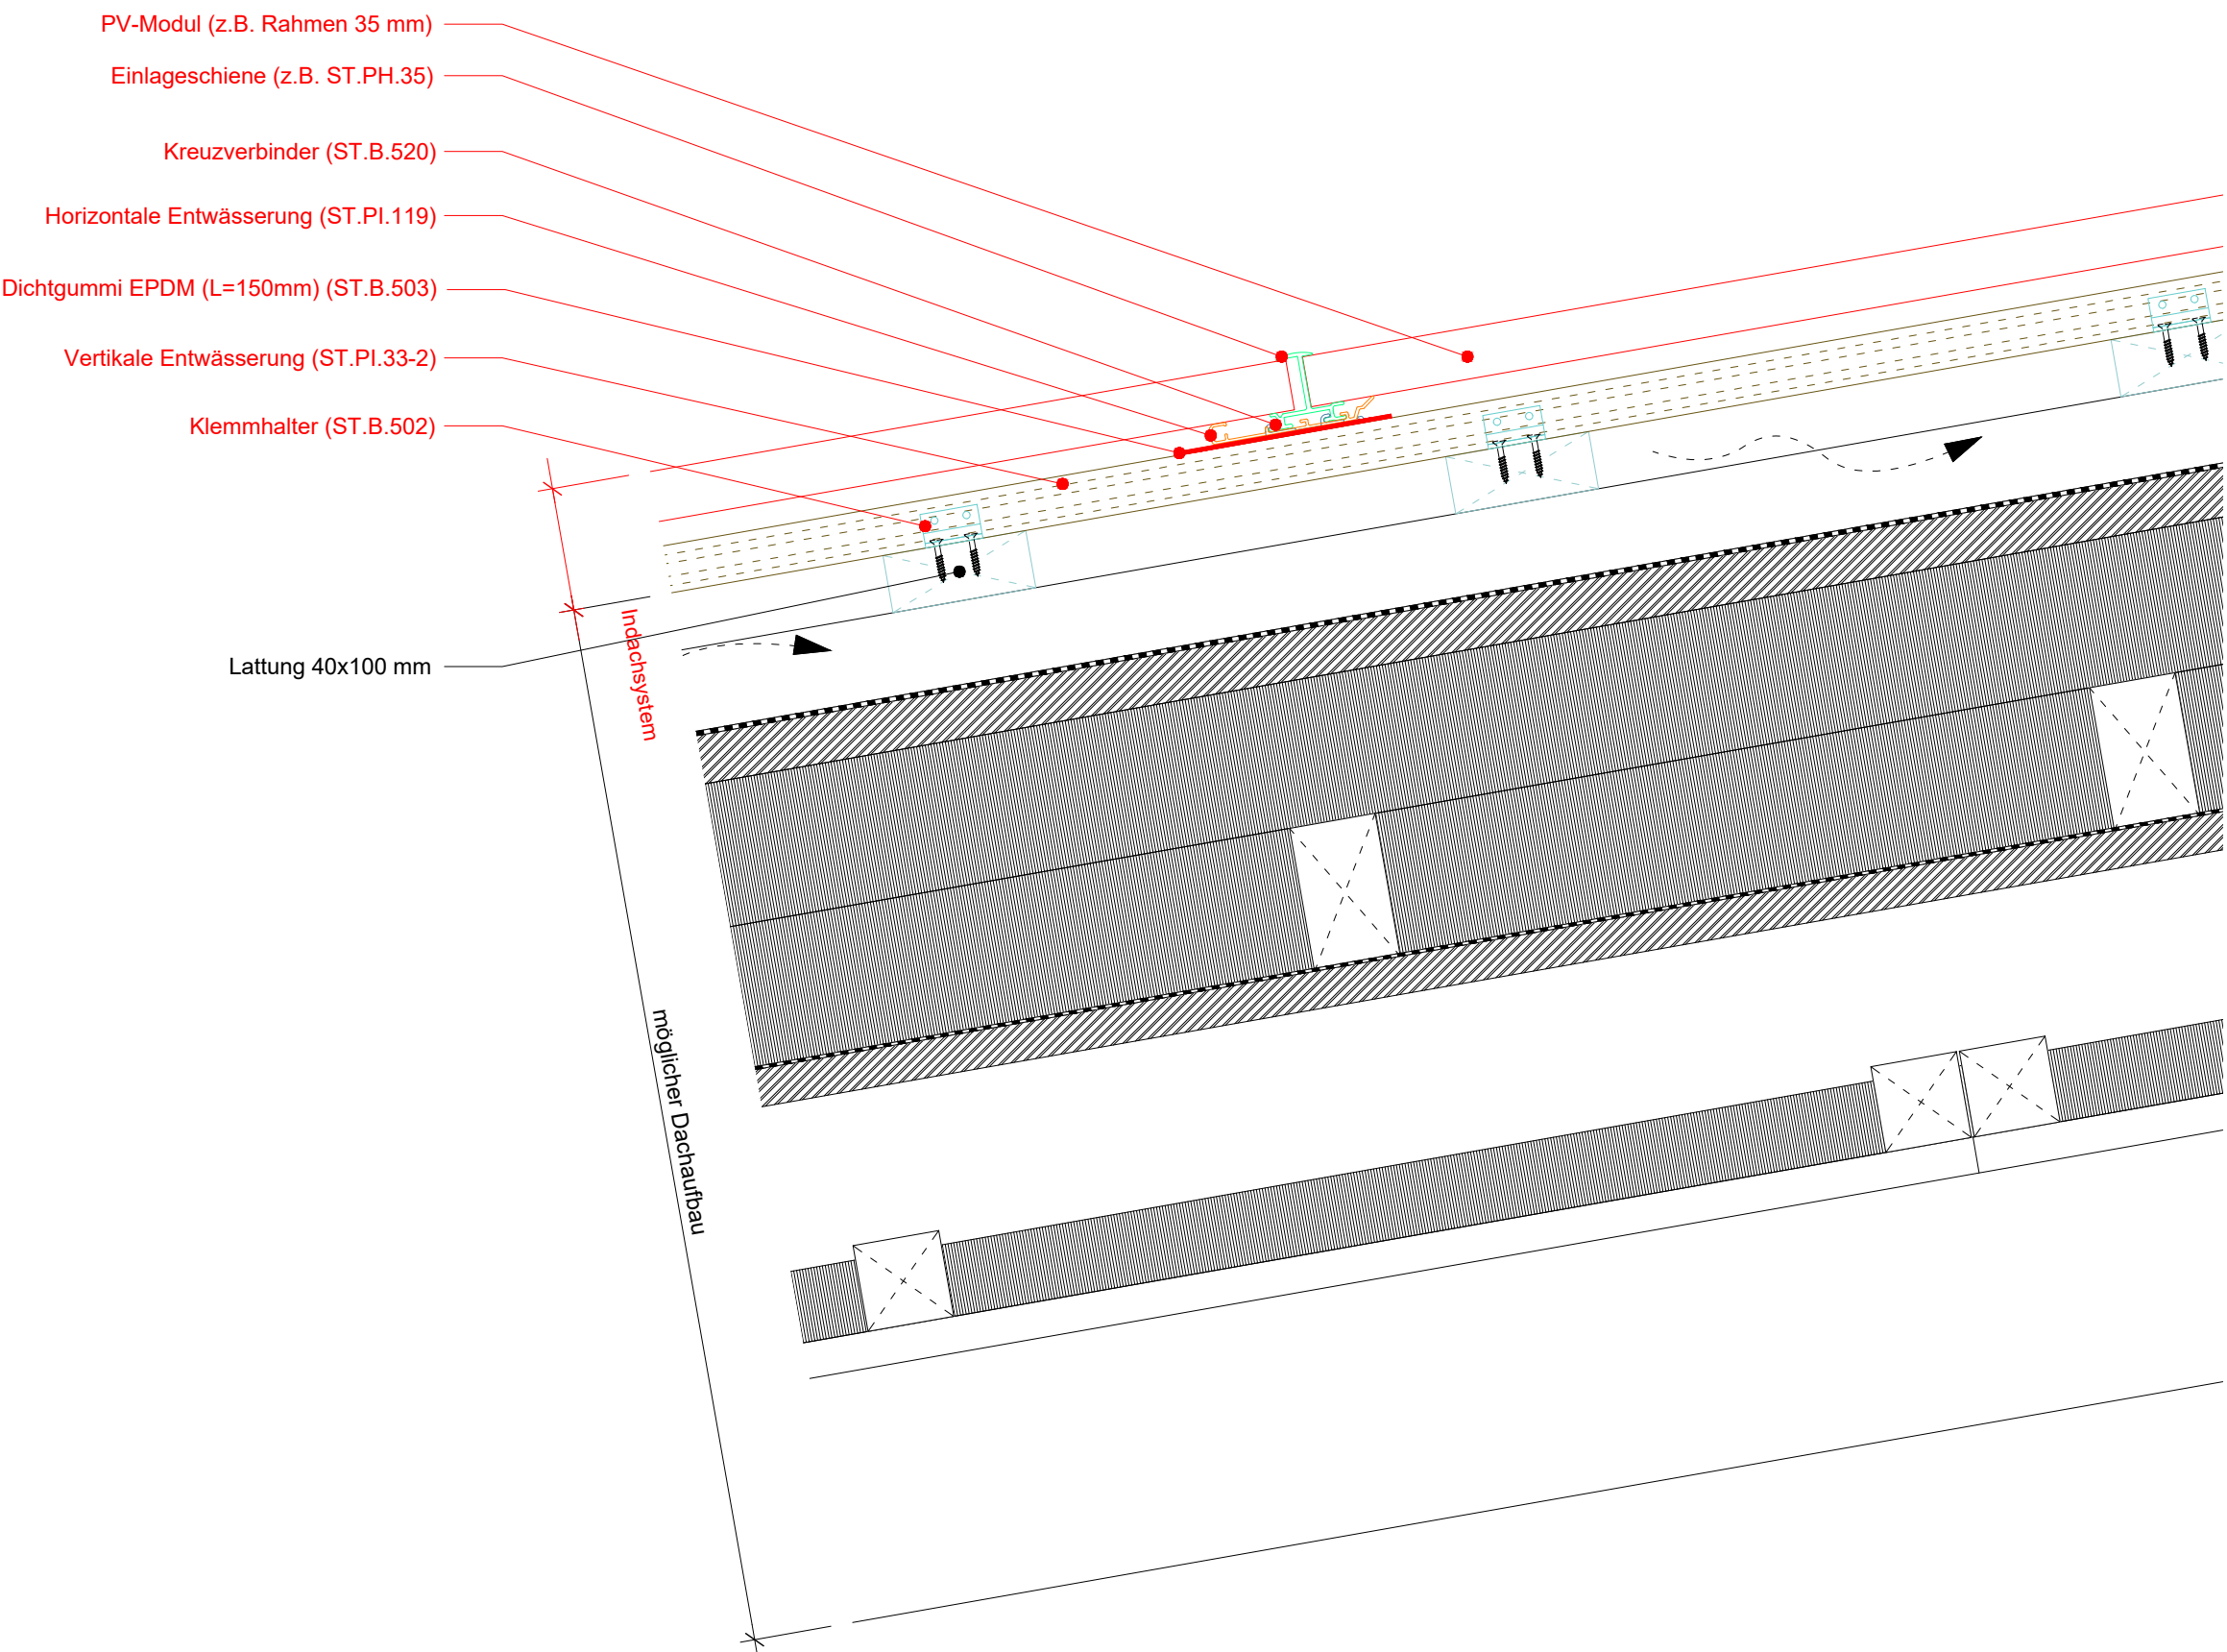 PV-Modul (z.B. Rahmen 35 mm)
Einlageschiene (z.B. ST.PH.35)
Kreuzverbinder (ST.B.520)
Horizontale Entwässerung (ST.PI.119)
Dichtgummi EPDM (L=150mm) (ST.B.503)
Vertikale Entwässerung (ST.PI.33-2)
Klemmhalter (ST.B.502)
Lattung 40x100 mm
Indachsystem
möglicher Dachaufbau